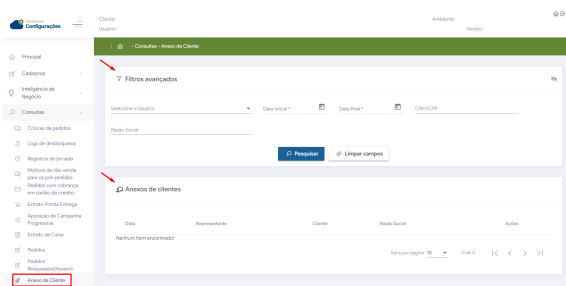 Configurações
Cliente:
Ambiente:
Usuário:
Versão:
- Consultas - Anexo de Cliente
Principal
Cadastros
Inteligência de
Negócio
Consultas
Críticas de pedidos
Logs de desbloqueios
Registros de jornada
Motivos de não venda
para os pré-pedidos
Pedidos com cobrança
em cartão de crédito
Extrato Pronta Entrega
Apuração de Campanha
Progressiva
Extrato de Caixa
Pedidos
Pedidos
Bloqueados(Nuvem)
Anexo de Cliente
Filtros avançados
Selecione o Usuário
Data inicial *
Data final *
CNPJ/CPF
Razão Social
Pesquisar
Limpar campos
Anexos de clientes
Data Representante Cliente Razão Social Ações
Nenhum item encontrado!
Itens por página 10 0 de 0